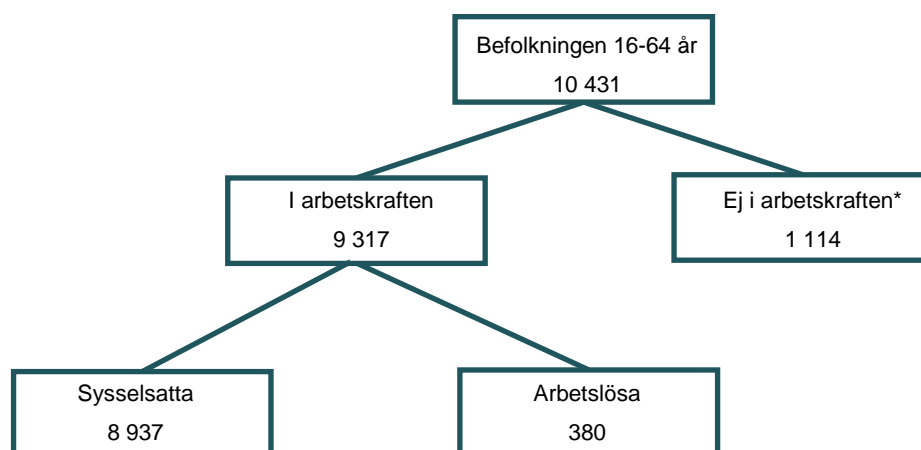 Befolkningen 16-64 år
10 431
I arbetskraften
9 317
Ej i arbetskraften*
1 114
Sysselsatta
8 937
Arbetslösa
380